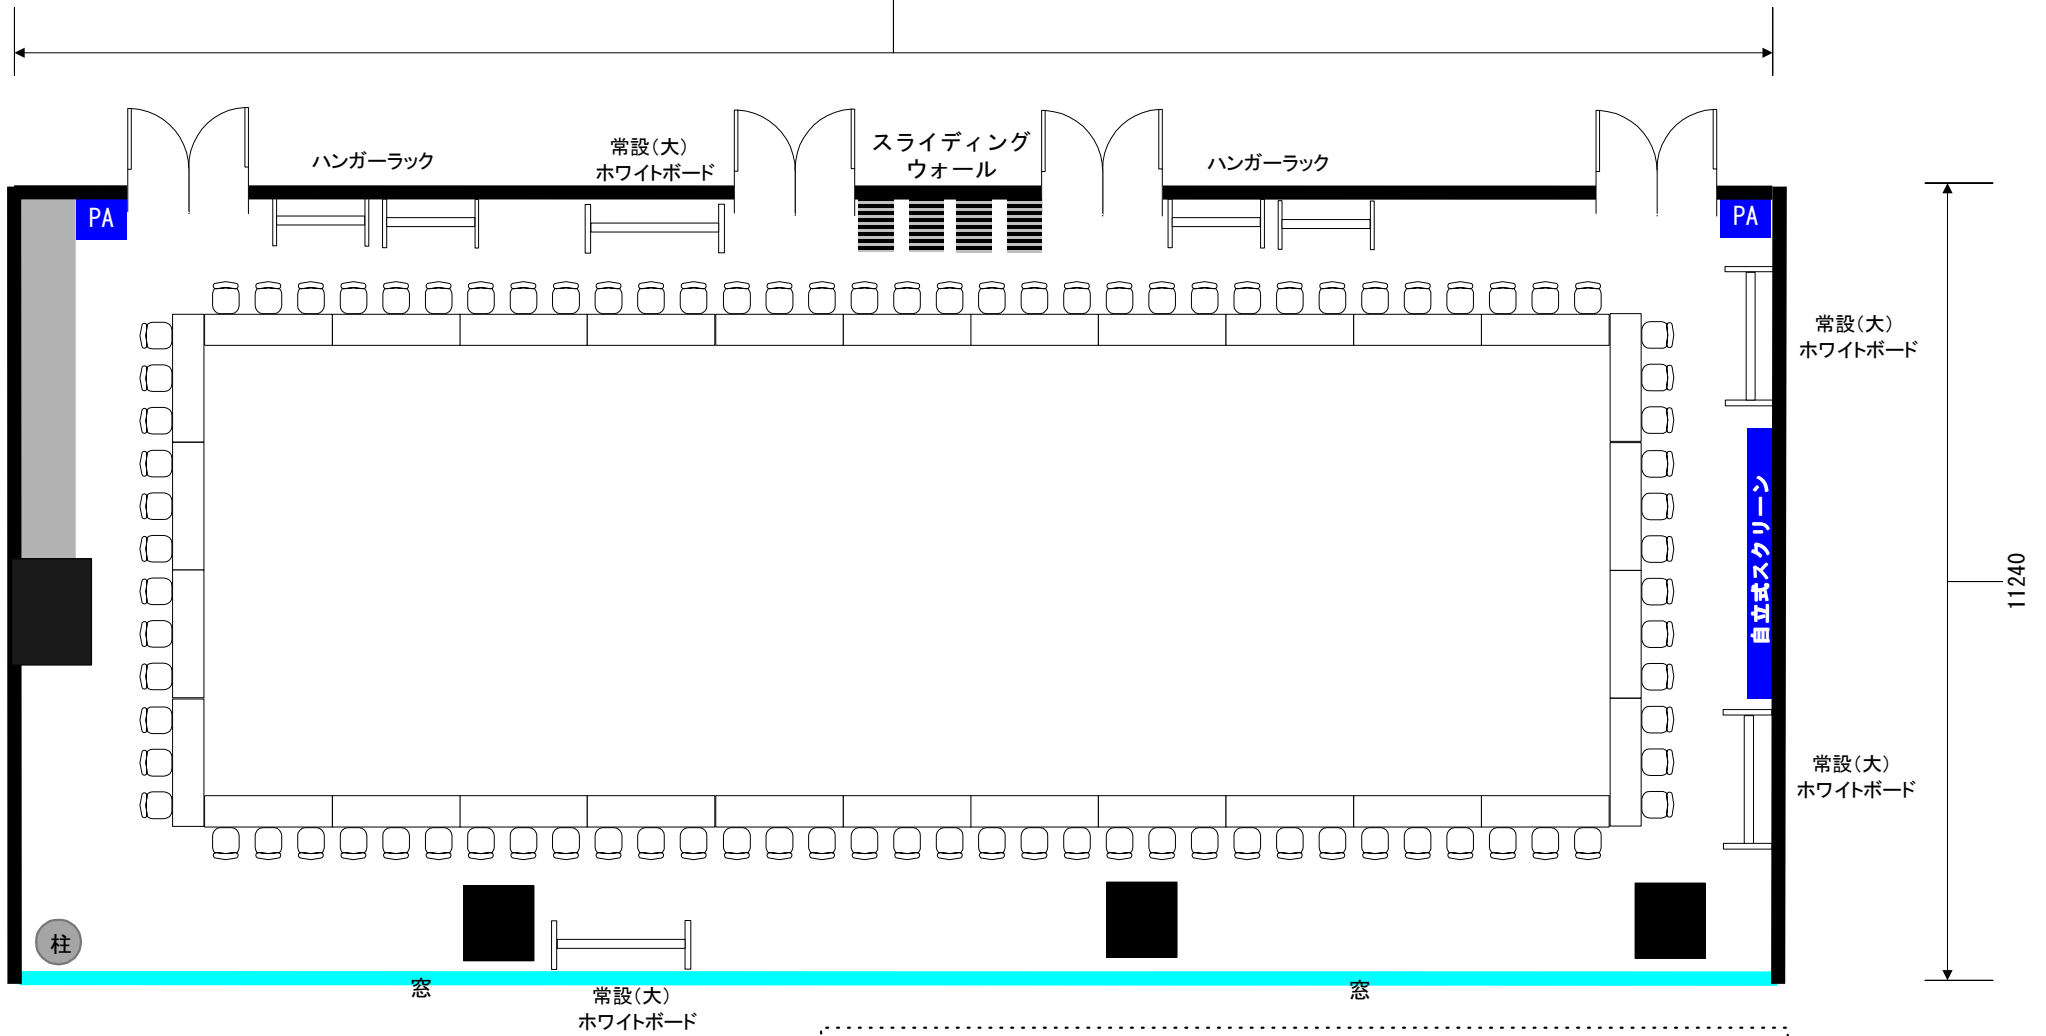 スライディング
ウォール
常設(大)
ホワイトボード
ハンガーラック
ハンガーラック
PA
PA
常設(大)
ホワイトボード
自立式スクリーン
11240
常設(大)
ホワイトボード
柱
窓
窓
常設(大)
ホワイトボード